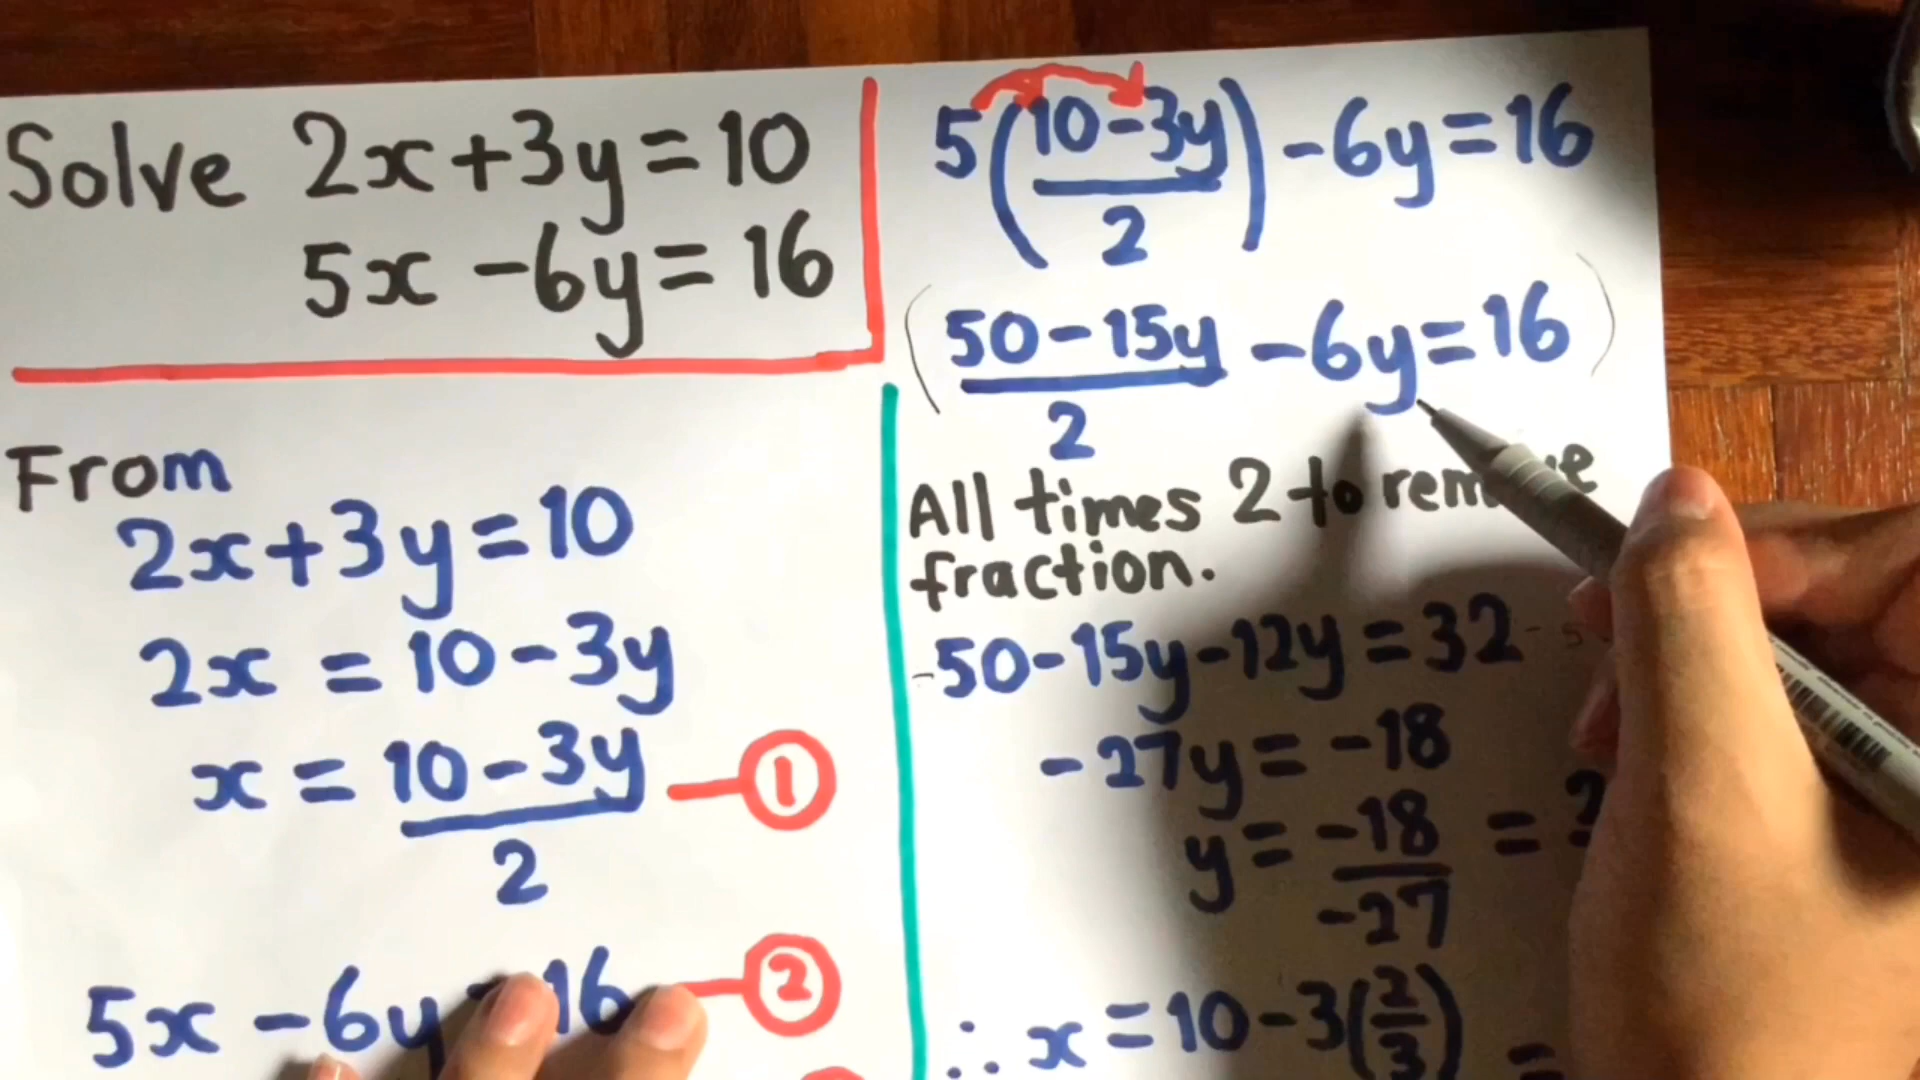 Solve 2x+3y=10
5x-6y=16
From
2x+3y=10
2x = 10-3y
x = 10-3y
2
1
5x-6y=16
2
5(10-3y)-6y=16
2
(50-15y-6y=16)
2
All times 2 to remove
fraction.
50-15y-12y=32
-27y=-18
y=-18 =
-27
∴ x=10-3(2/3) =